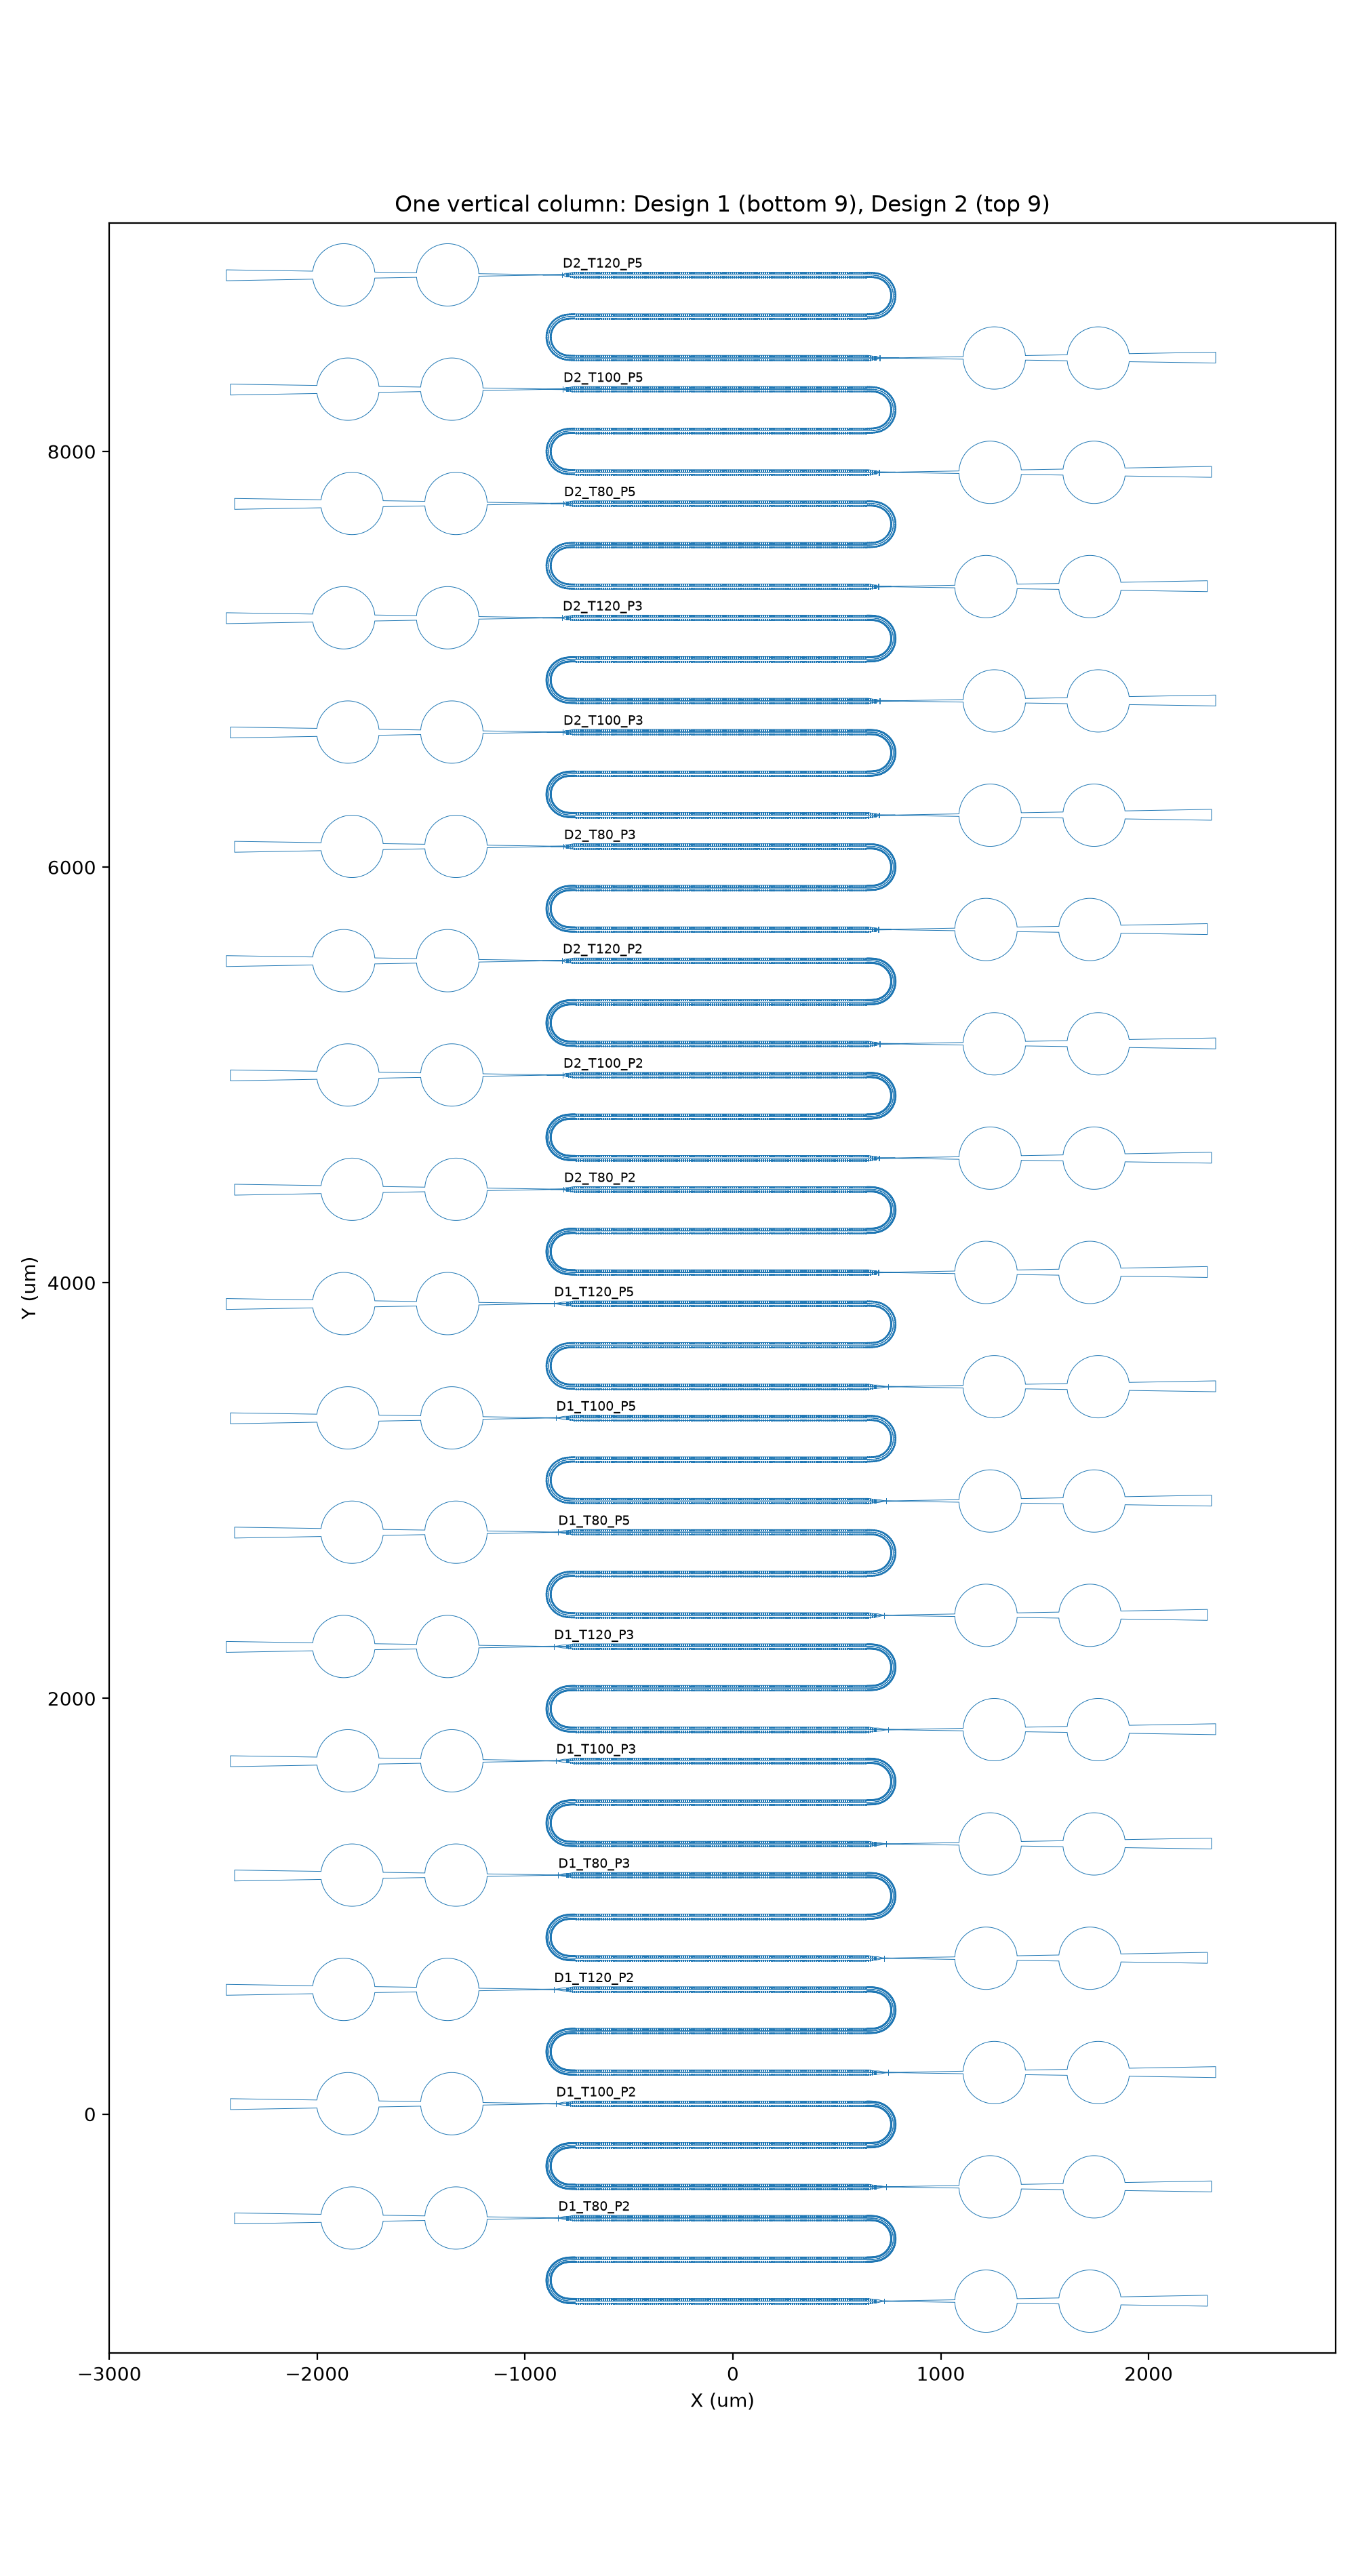 One vertical column: Design 1 (bottom 9), Design 2 (top 9)
D2_T120_P5
D2_T100_P5
8000
D2_T80_P5
D2_T120_P3
D2_T100_P3
D2_T80_P3
6000
D2_T120_P2
D2_T100_P2
D2_T80_P2
4000
D1_T120_P5
Y (um)
D1_T100_P5
D1_T80_P5
D1_T120_P3
2000
D1_T100_P3
D1_T80_P3
D1_T120_P2
D1_T100_P2
0
D1_T80_P2
−3000 −2000 −1000 0 1000 2000
X (um)